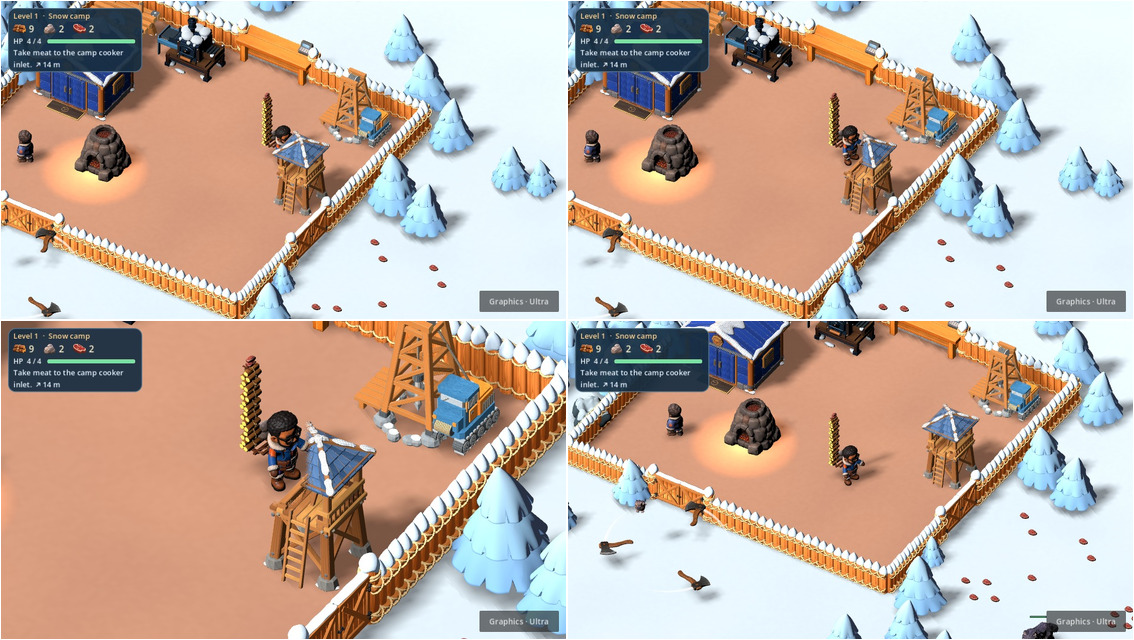 Level 1 · Snow camp
9 2 2
HP 4/4
Take meat to the camp cooker
inlet. ↗ 14 m
Graphics · Ultra
Level 1 · Snow camp
9 2 2
HP 4/4
Take meat to the camp cooker
inlet. ↗ 14 m
Graphics · Ultra
Level 1 · Snow camp
9 2 2
HP 4/4
Take meat to the camp cooker
inlet. ↗ 14 m
Graphics · Ultra
Level 1 · Snow camp
9 2 2
HP 4/4
Take meat to the camp cooker
inlet. ↗ 14 m
Graphics · Ultra